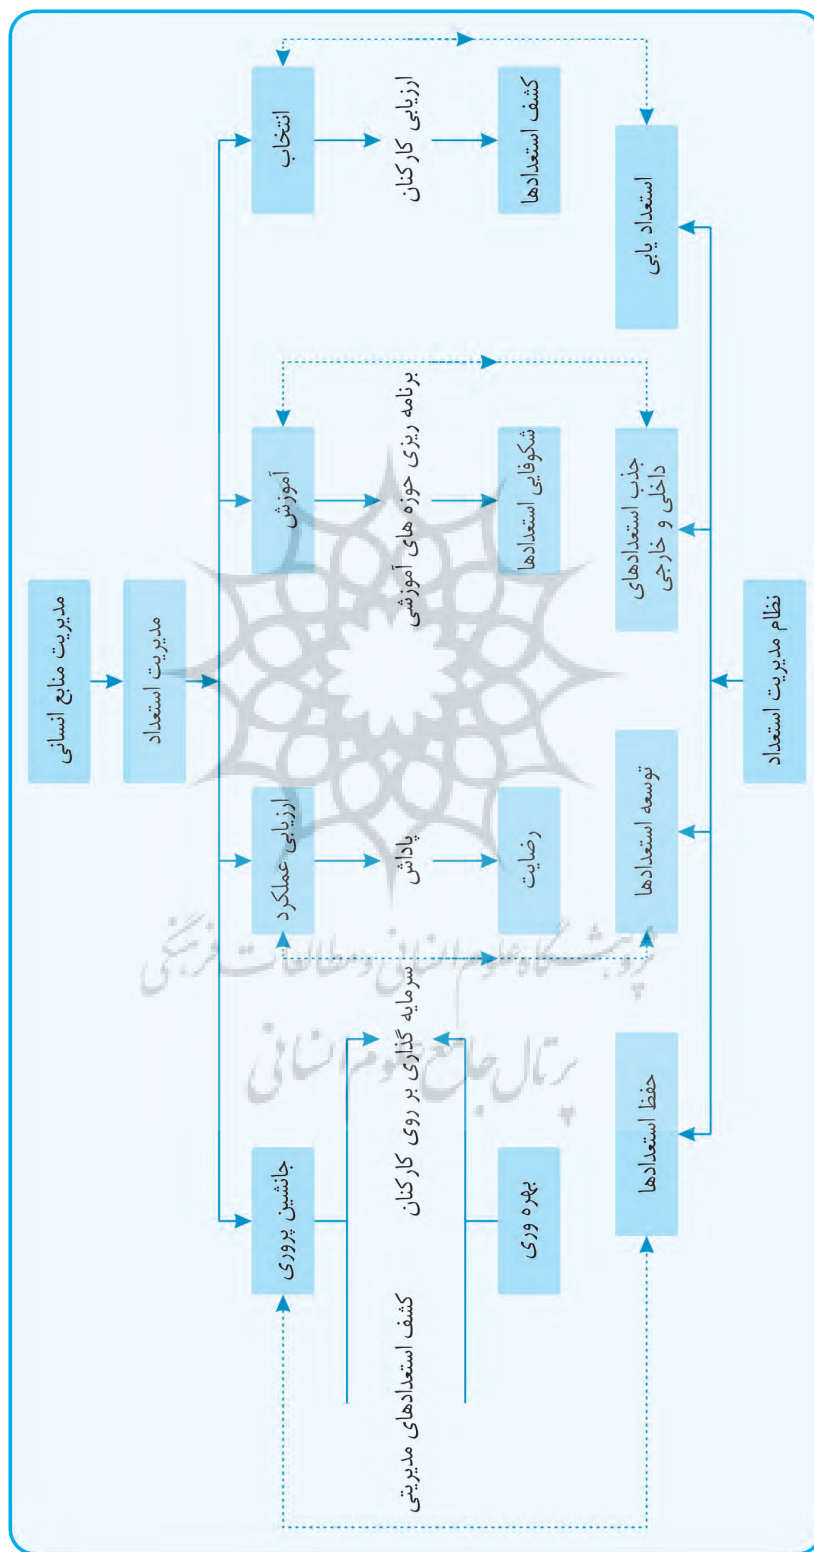 مدیریت منابع انسانی
مدیریت استعداد
انتخاب
آموزش
ارزیابی عملکرد
جانشین پروری
ارزیابی کارکنان
برنامه ریزی حوزه های آموزشی
پاداش
سرمایه گذاری بر روی کارکنان
کشف استعدادهای مدیریتی
کشف استعدادها
شکوفایی استعدادها
رضایت
بهره وری
استعداد یابی
جذب استعدادهای
داخلی و خارجی
توسعه استعدادها
حفظ استعدادها
نظام مدیریت استعداد
پژوهشگاه علوم انسانی و مطالعات فرهنگی
پرتال جامع علوم انسانی